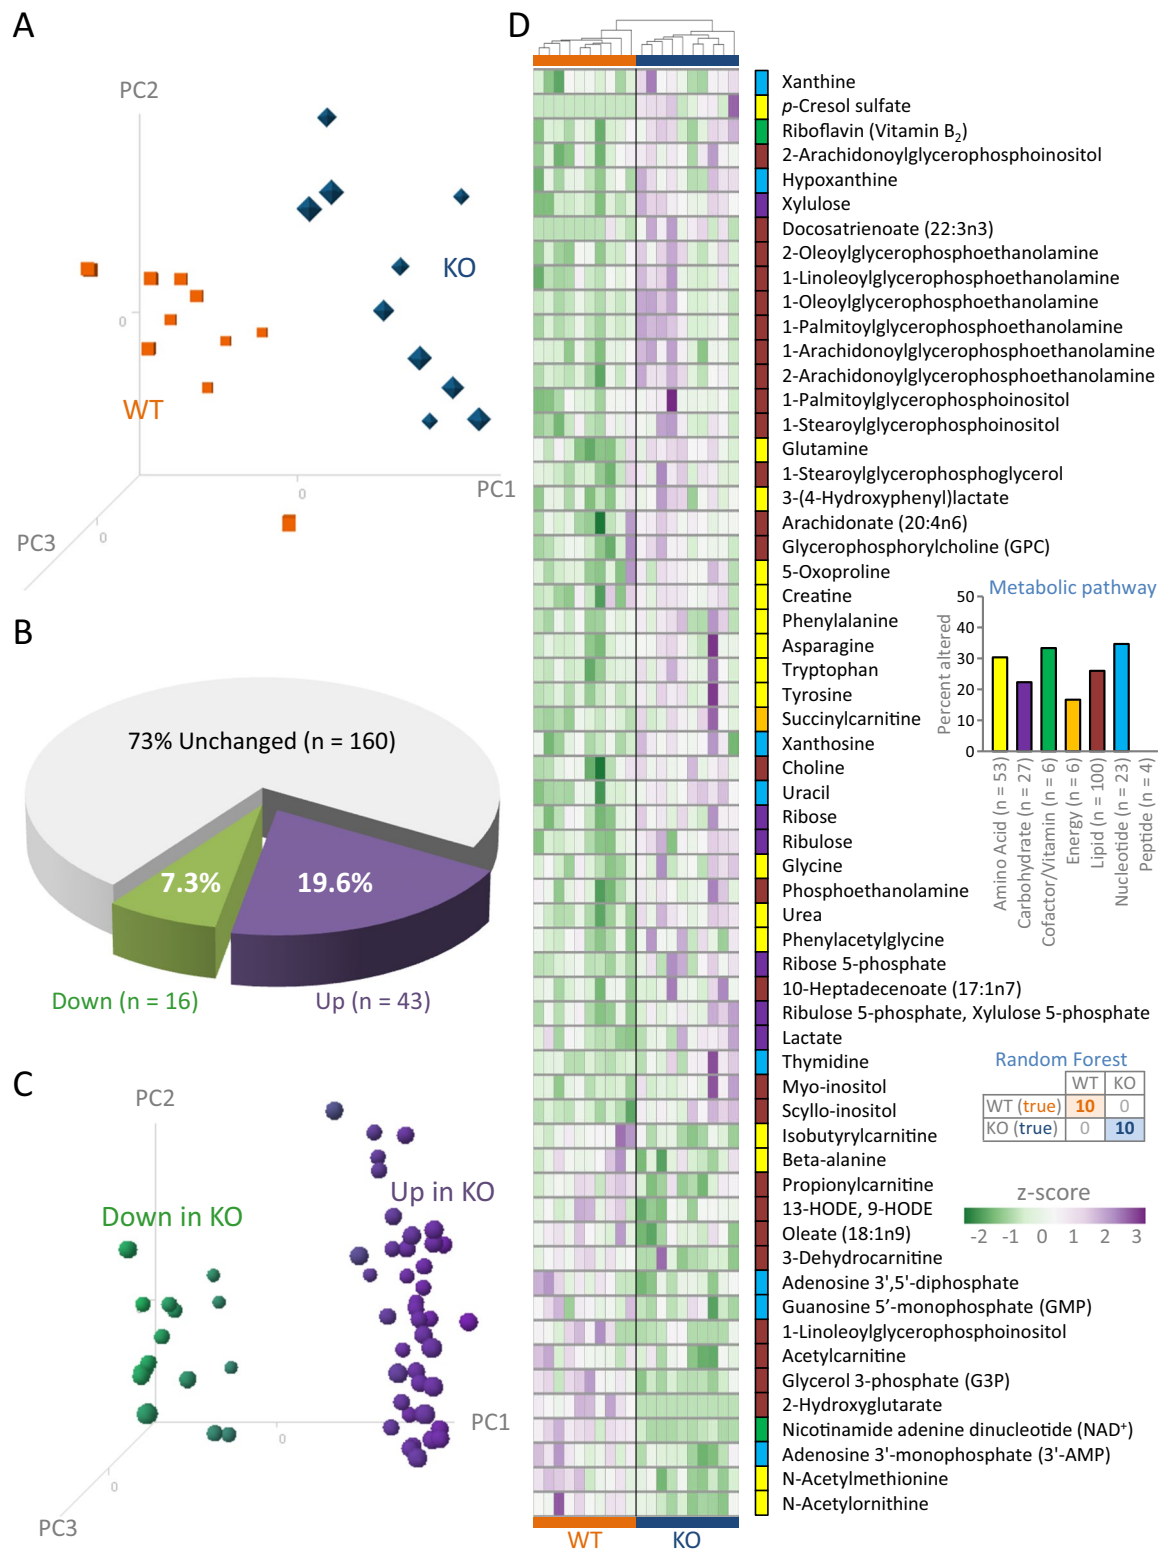 A
PC2
KO
0
WT
PC1
0
PC3
0
B
73% Unchanged (n = 160)
7.3%
19.6%
Down (n = 16)
Up (n = 43)
C
PC2
Up in KO
Down in KO
PC1
0
0
PC3
D
Xanthine
p-Cresol sulfate
Riboflavin (Vitamin B2)
2-Arachidonoylglycerophosphoinositol
Hypoxanthine
Xylulose
Docosatrienoate (22:3n3)
2-Oleoylglycerophosphoethanolamine
1-Linoleoylglycerophosphoethanolamine
1-Oleoylglycerophosphoethanolamine
1-Palmitoylglycerophosphoethanolamine
1-Arachidonoylglycerophosphoethanolamine
2-Arachidonoylglycerophosphoethanolamine
1-Palmitoylglycerophosphoinositol
1-Stearoylglycerophosphoinositol
Glutamine
1-Stearoylglycerophosphoglycerol
3-(4-Hydroxyphenyl)lactate
Arachidonate (20:4n6)
Glycerophosphorylcholine (GPC)
5-Oxoproline
Creatine
Phenylalanine
Asparagine
Tryptophan
Tyrosine
Succinylcarnitine
Xanthosine
Choline
Uracil
Ribose
Ribulose
Glycine
Phosphoethanolamine
Urea
Phenylacetylglycine
Ribose 5-phosphate
10-Heptadecenoate (17:1n7)
Ribulose 5-phosphate, Xylulose 5-phosphate
Lactate
Thymidine
Myo-inositol
Scyllo-inositol
Isobutyrylcarnitine
Beta-alanine
Propionylcarnitine
13-HODE, 9-HODE
Oleate (18:1n9)
3-Dehydrocarnitine
Adenosine 3',5'-diphosphate
Guanosine 5’-monophosphate (GMP)
1-Linoleoylglycerophosphoinositol
Acetylcarnitine
Glycerol 3-phosphate (G3P)
2-Hydroxyglutarate
Nicotinamide adenine dinucleotide (NAD+)
Adenosine 3'-monophosphate (3'-AMP)
N-Acetylmethionine
N-Acetylornithine
WT
KO
Metabolic pathway
Percent altered
50
40
30
20
10
0
Amino Acid (n = 53)
Carbohydrate (n = 27)
Cofactor/Vitamin (n = 6)
Energy (n = 6)
Lipid (n = 100)
Nucleotide (n = 23)
Peptide (n = 4)
Random Forest
WT KO
WT (true) 10 0
KO (true) 0 10
z-score
-2 -1 0 1 2 3